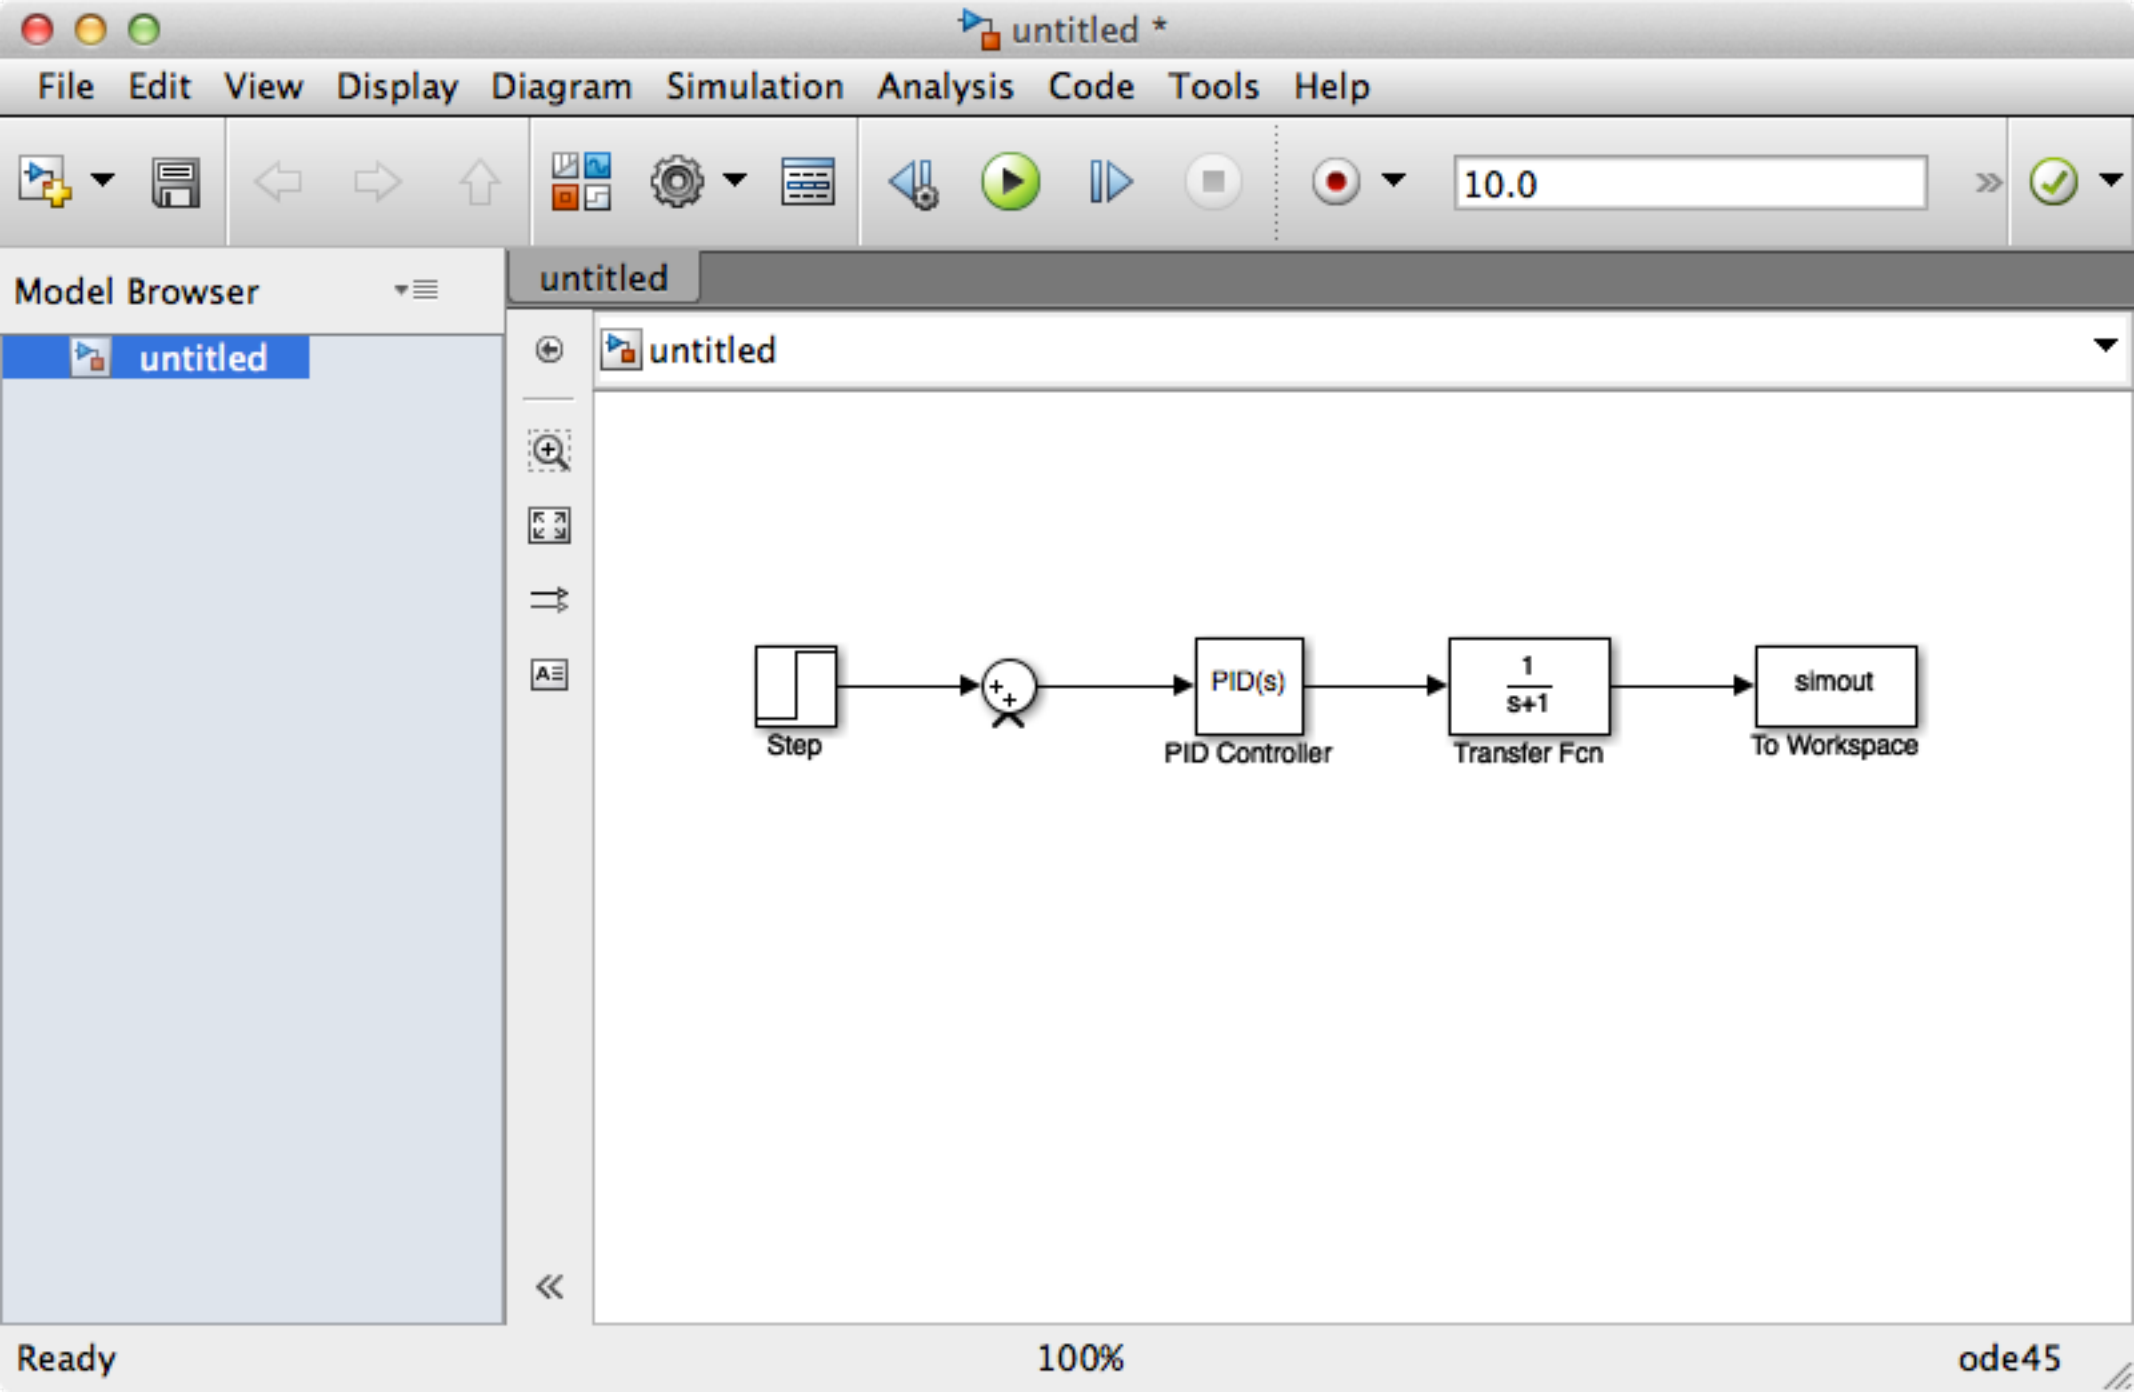 untitled *
File Edit View Display Diagram Simulation Analysis Code Tools Help
10.0
Model Browser
untitled
untitled
untitled
A
+
+
PID(s)
1
s+1
simout
Step
PID Controller
Transfer Fcn
To Workspace
Ready
100%
ode45